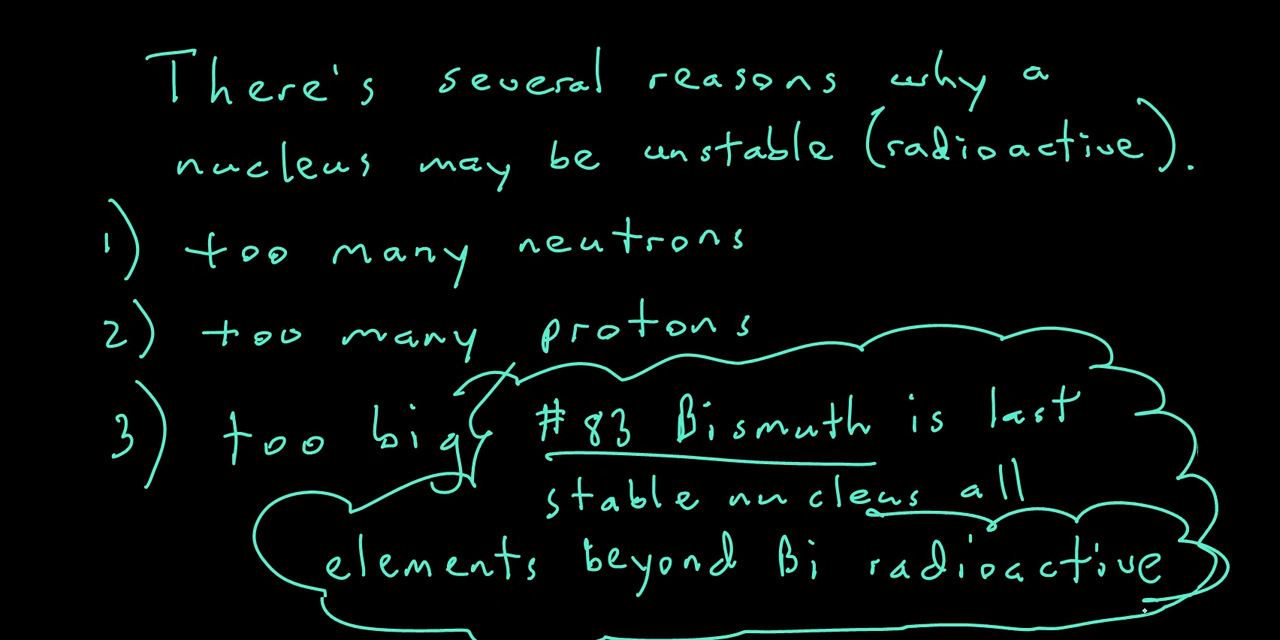 There's several reasons why a
nucleus may be unstable (radioactive).
1) too many neutrons
2) too many protons
3) too big #83 Bismuth is last
stable nucleus all
elements beyond Bi radioactive